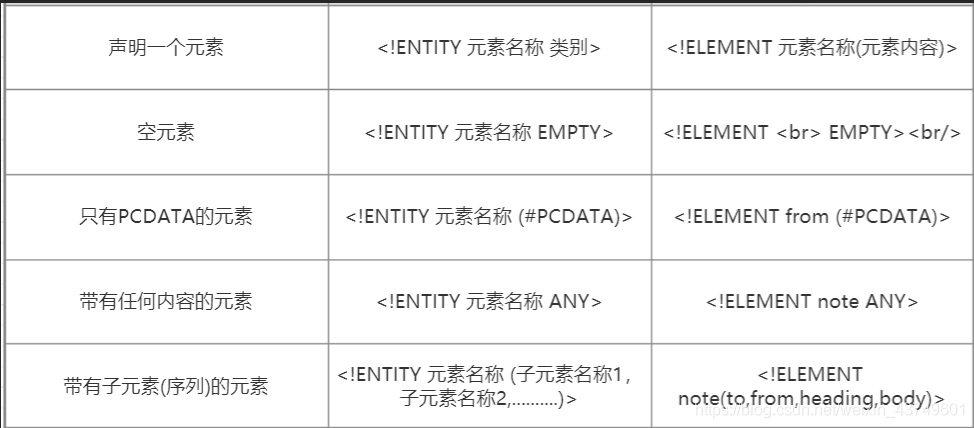 声明一个元素
<!ENTITY 元素名称 类别>
<!ELEMENT 元素名称(元素内容)>
空元素
<!ENTITY 元素名称 EMPTY>
<!ELEMENT <br> EMPTY><br/>
只有PCDATA的元素
<!ENTITY 元素名称 (#PCDATA)>
<!ELEMENT from (#PCDATA)>
带有任何内容的元素
<!ENTITY 元素名称 ANY>
<!ELEMENT note ANY>
带有子元素(序列)的元素
<!ENTITY 元素名称 (子元素名称1,
子元素名称2,..........)>
<!ELEMENT
note(to,from,heading,body)>
https://blog.csdn.net/weixin_43749601